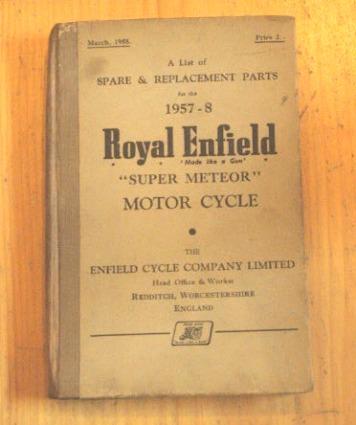 March, 1958.
Price 2
A List of
SPARE & REPLACEMENT PARTS
for the
1957-8
Royal Enfield
'Made like a Gun'
"SUPER METEOR"
MOTOR CYCLE
THE
ENFIELD CYCLE COMPANY LIMITED
Head Office & Works:
REDDITCH, WORCESTERSHIRE
ENGLAND